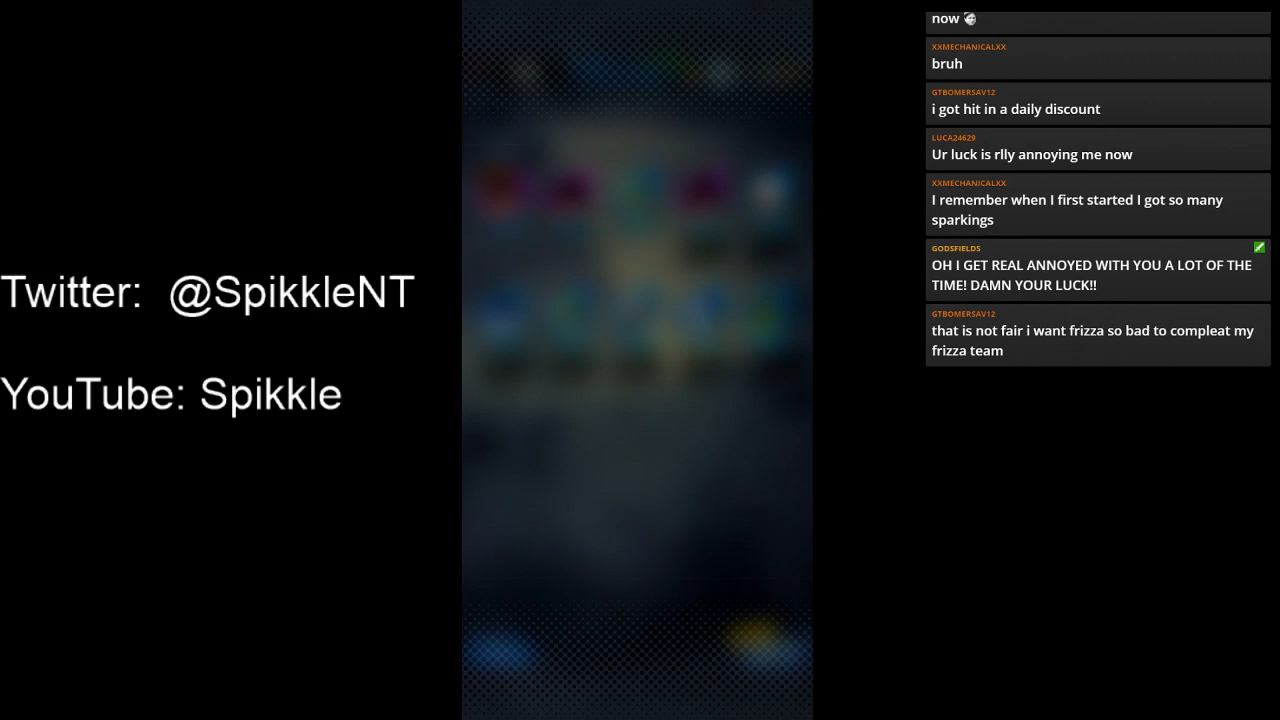 Twitter:  @SpikkleNT
YouTube: Spikkle
now
XXMECHANICALXX
bruh
GTBOMERSAV12
i got hit in a daily discount
LUCA24629
Ur luck is rlly annoying me now
XXMECHANICALXX
I remember when I first started I got so many
sparkings
GODSFIELDS
OH I GET REAL ANNOYED WITH YOU A LOT OF THE
TIME! DAMN YOUR LUCK!!
GTBOMERSAV12
that is not fair i want frizza so bad to compleat my
frizza team